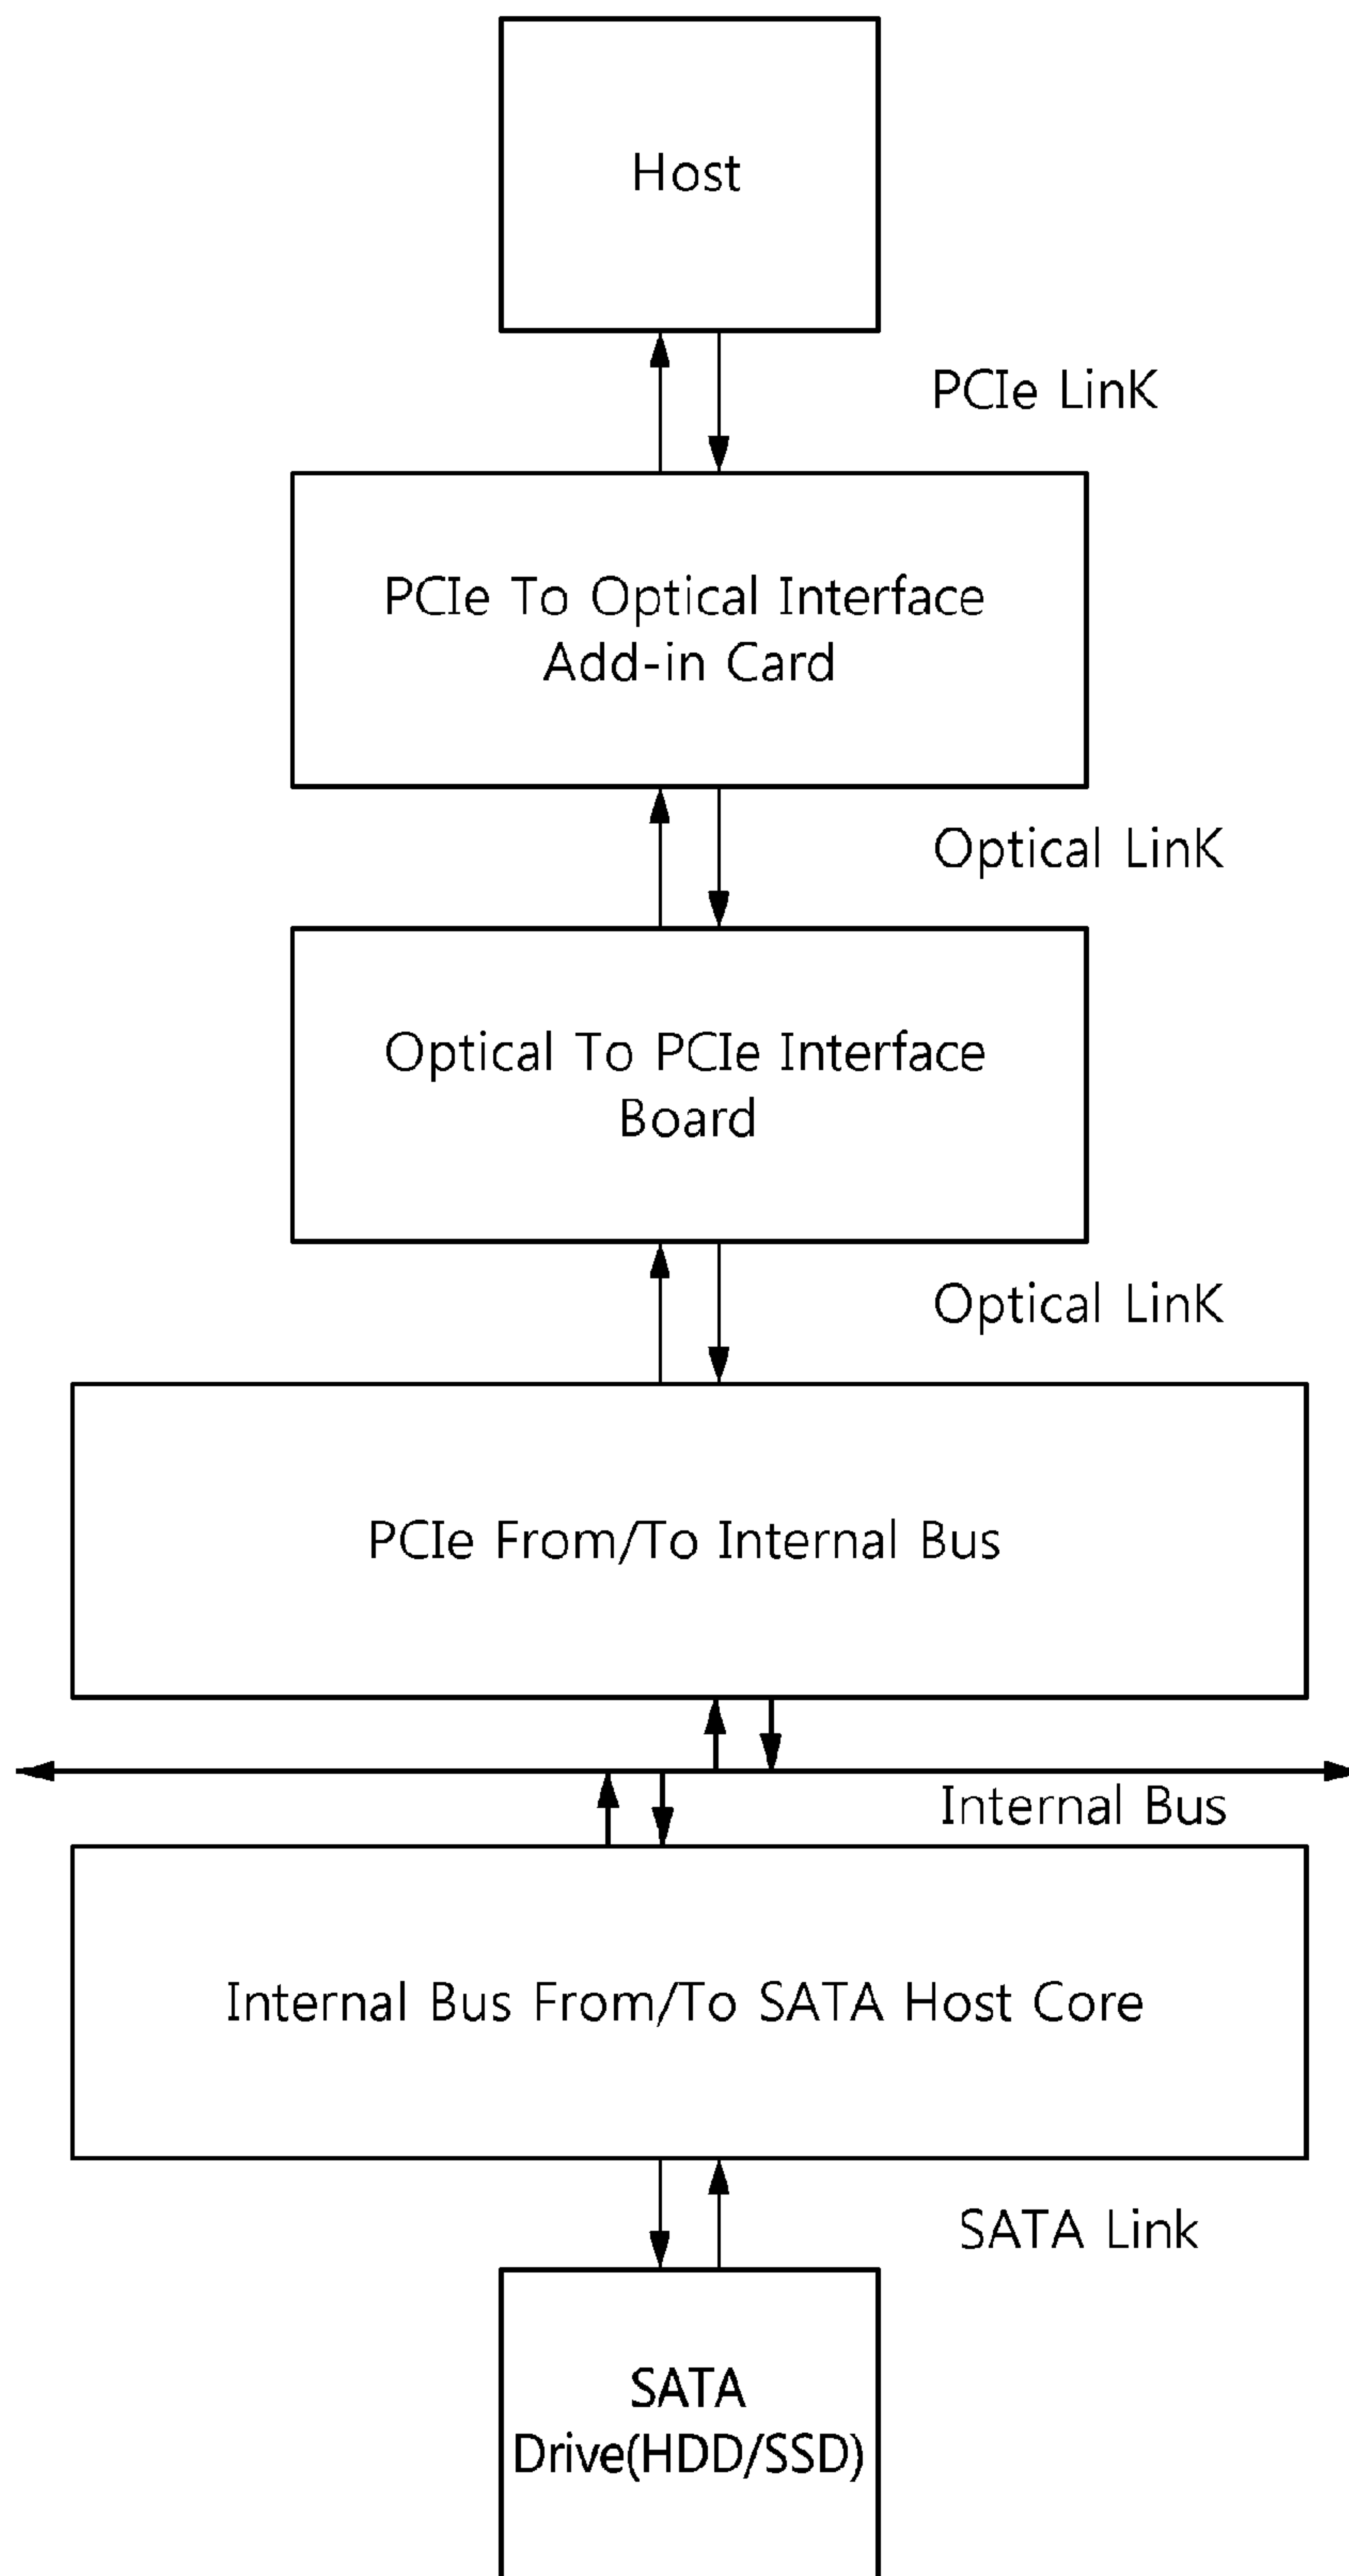 Host
PCIe LinK
PCIe To Optical Interface
Add-in Card
Optical LinK
Optical To PCIe Interface
Board
Optical LinK
PCIe From/To Internal Bus
Internal Bus
Internal Bus From/To SATA Host Core
SATA Link
SATA
Drive(HDD/SSD)